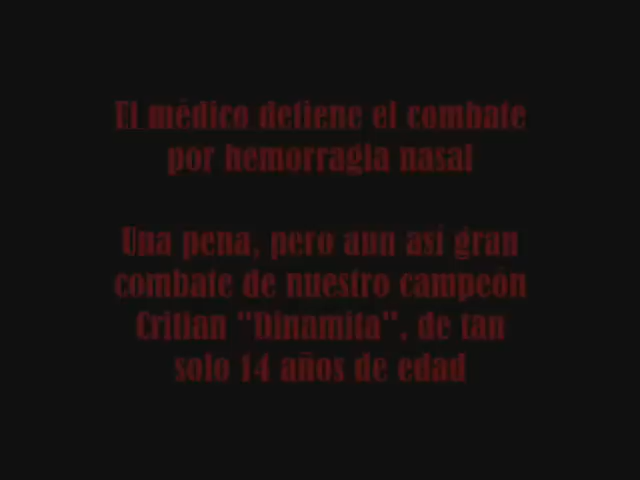 El médico detiene el combate
por hemorragia nasal
Una pena, pero aun así gran
combate de nuestro campeón
Critian "Dinamita", de tan
solo 14 años de edad